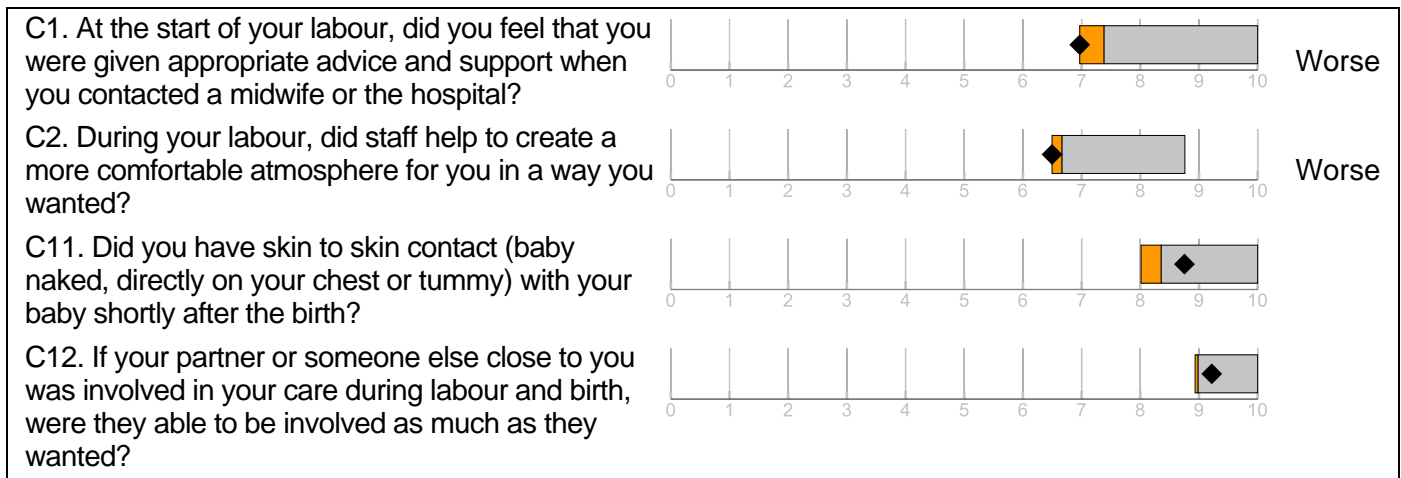 C1. At the start of your labour, did you feel that you
were given appropriate advice and support when
you contacted a midwife or the hospital?
0 1 2 3 4 5 6 7 8 9 10
Worse
C2. During your labour, did staff help to create a
more comfortable atmosphere for you in a way you
wanted?
0 1 2 3 4 5 6 7 8 9 10
Worse
C11. Did you have skin to skin contact (baby
naked, directly on your chest or tummy) with your
baby shortly after the birth?
0 1 2 3 4 5 6 7 8 9 10
C12. If your partner or someone else close to you
was involved in your care during labour and birth,
were they able to be involved as much as they
wanted?
0 1 2 3 4 5 6 7 8 9 10